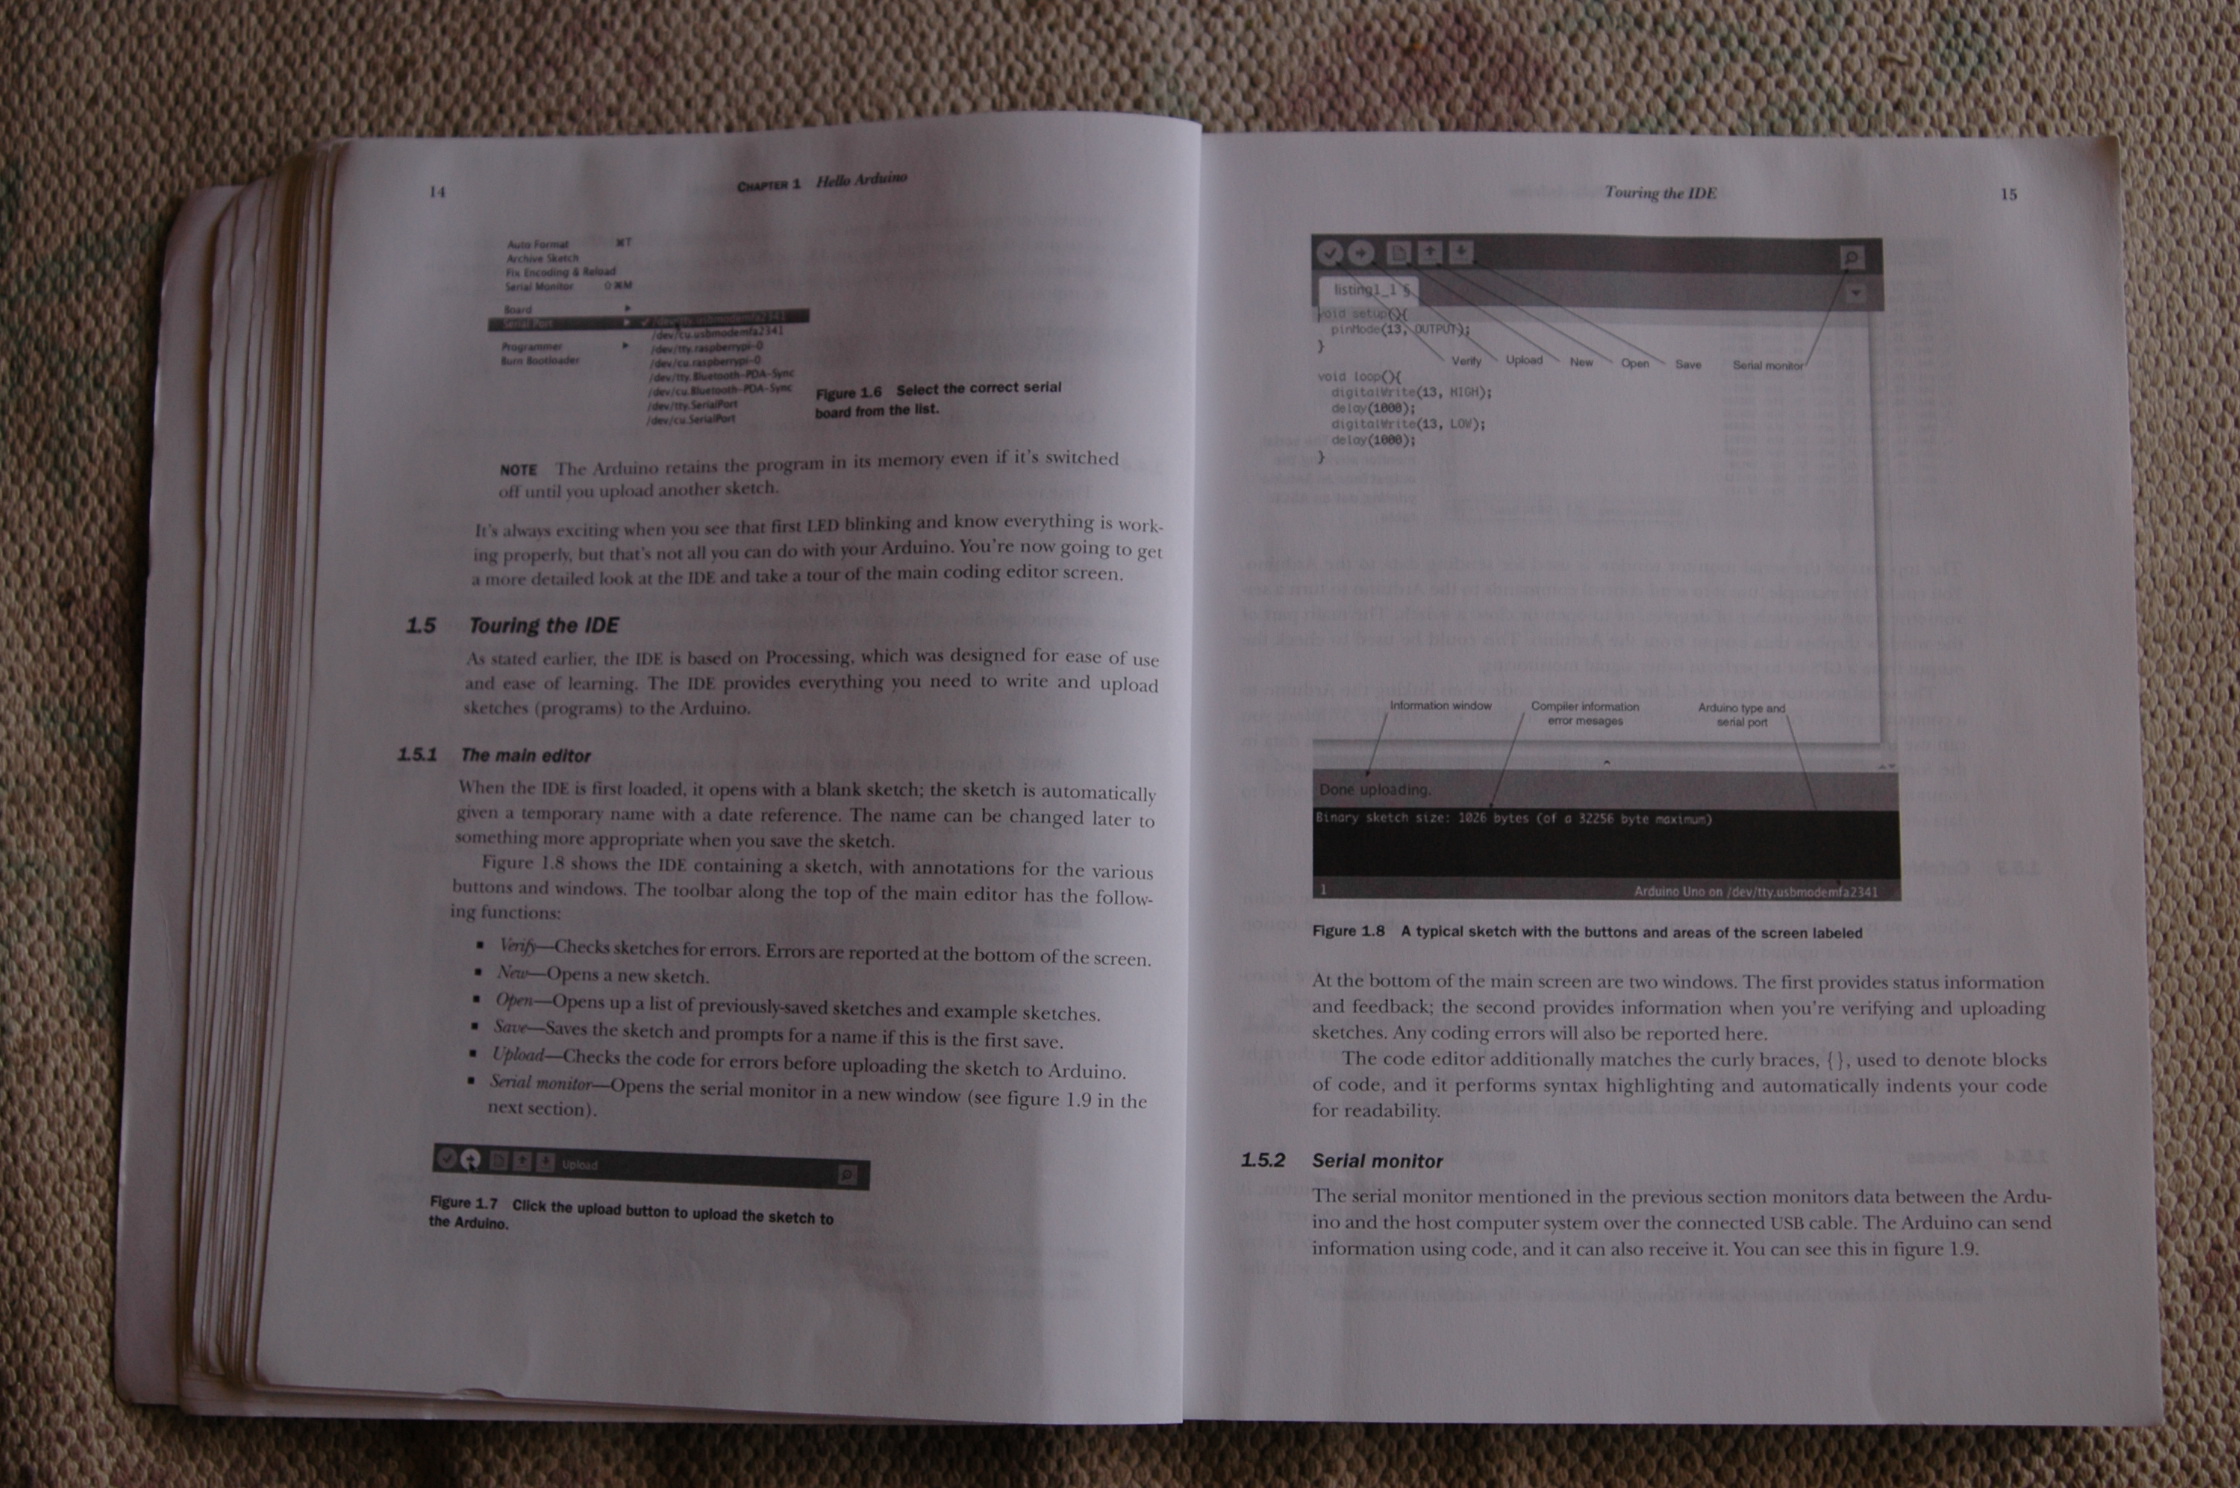 14
CHAPTER 1 Hello Arduino
Auto Format ⌘T
Archive Sketch
Fix Encoding & Reload
Serial Monitor ⇧⌘M
Board
Serial Port
Programmer
Burn Bootloader
/dev/tty.usbmodemfa2341
/dev/cu.usbmodemfa2341
/dev/tty.raspberrypi-0
/dev/cu.raspberrypi-0
/dev/tty.Bluetooth-PDA-Sync
/dev/cu.Bluetooth-PDA-Sync
/dev/tty.SerialPort
/dev/cu.SerialPort
Figure 1.6 Select the correct serial
board from the list.
NOTE The Arduino retains the program in its memory even if it's switched
off until you upload another sketch.
It's always exciting when you see that first LED blinking and know everything is work-
ing properly, but that's not all you can do with your Arduino. You're now going to get
a more detailed look at the IDE and take a tour of the main coding editor screen.
1.5 Touring the IDE
As stated earlier, the IDE is based on Processing, which was designed for ease of use
and ease of learning. The IDE provides everything you need to write and upload
sketches (programs) to the Arduino.
1.5.1 The main editor
When the IDE is first loaded, it opens with a blank sketch; the sketch is automatically
given a temporary name with a date reference. The name can be changed later to
something more appropriate when you save the sketch.
Figure 1.8 shows the IDE containing a sketch, with annotations for the various
buttons and windows. The toolbar along the top of the main editor has the follow-
ing functions:
▪ Verify—Checks sketches for errors. Errors are reported at the bottom of the screen.
▪ New—Opens a new sketch.
▪ Open—Opens up a list of previously-saved sketches and example sketches.
▪ Save—Saves the sketch and prompts for a name if this is the first save.
▪ Upload—Checks the code for errors before uploading the sketch to Arduino.
▪ Serial monitor—Opens the serial monitor in a new window (see figure 1.9 in the
next section).
Upload
Figure 1.7 Click the upload button to upload the sketch to
the Arduino.
Touring the IDE
15
listing1_1 §
void setup(){
pinMode(13, OUTPUT);
}
Verify Upload New Open Save Serial monitor
void loop(){
digitalWrite(13, HIGH);
delay(1000);
digitalWrite(13, LOW);
delay(1000);
}
Information window
Compiler information
error mesages
Arduino type and
serial port
Done uploading.
Binary sketch size: 1026 bytes (of a 32256 byte maximum)
1
Arduino Uno on /dev/tty.usbmodemfa2341
Figure 1.8 A typical sketch with the buttons and areas of the screen labeled
At the bottom of the main screen are two windows. The first provides status information
and feedback; the second provides information when you're verifying and uploading
sketches. Any coding errors will also be reported here.
The code editor additionally matches the curly braces, {}, used to denote blocks
of code, and it performs syntax highlighting and automatically indents your code
for readability.
1.5.2 Serial monitor
The serial monitor mentioned in the previous section monitors data between the Ardu-
ino and the host computer system over the connected USB cable. The Arduino can send
information using code, and it can also receive it. You can see this in figure 1.9.